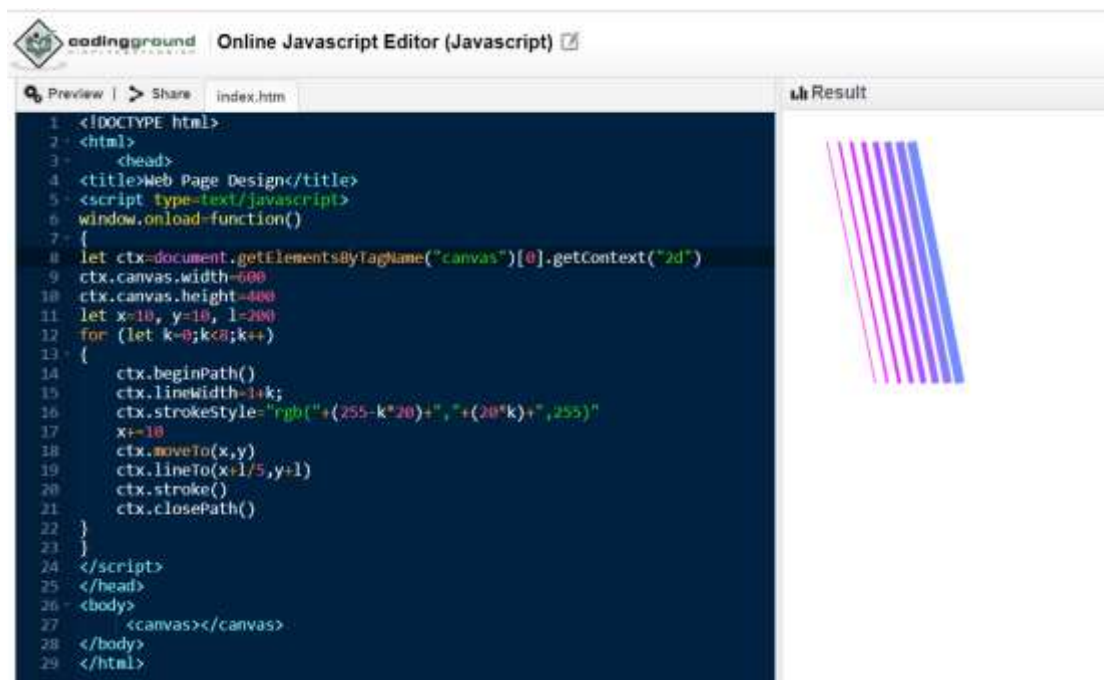 codingground Online Javascript Editor (Javascript)
Preview | Share index.htm
Result
1 <!DOCTYPE html>
2 <html>
3 <head>
4 <title>Web Page Design</title>
5 <script type=text/javascript>
6 window.onload=function()
7 {
8 let ctx=document.getElementsByTagName("canvas")[0].getContext("2d")
9 ctx.canvas.width=600
10 ctx.canvas.height=400
11 let x=10, y=10, l=200
12 for (let k=0;k<8;k++)
13 {
14 ctx.beginPath()
15 ctx.lineWidth=1+k;
16 ctx.strokeStyle="rgb("+(255-k*20)+","+(20*k)+",255)"
17 x+=10
18 ctx.moveTo(x,y)
19 ctx.lineTo(x+l/5,y+l)
20 ctx.stroke()
21 ctx.closePath()
22 }
23 }
24 </script>
25 </head>
26 <body>
27 <canvas></canvas>
28 </body>
29 </html>